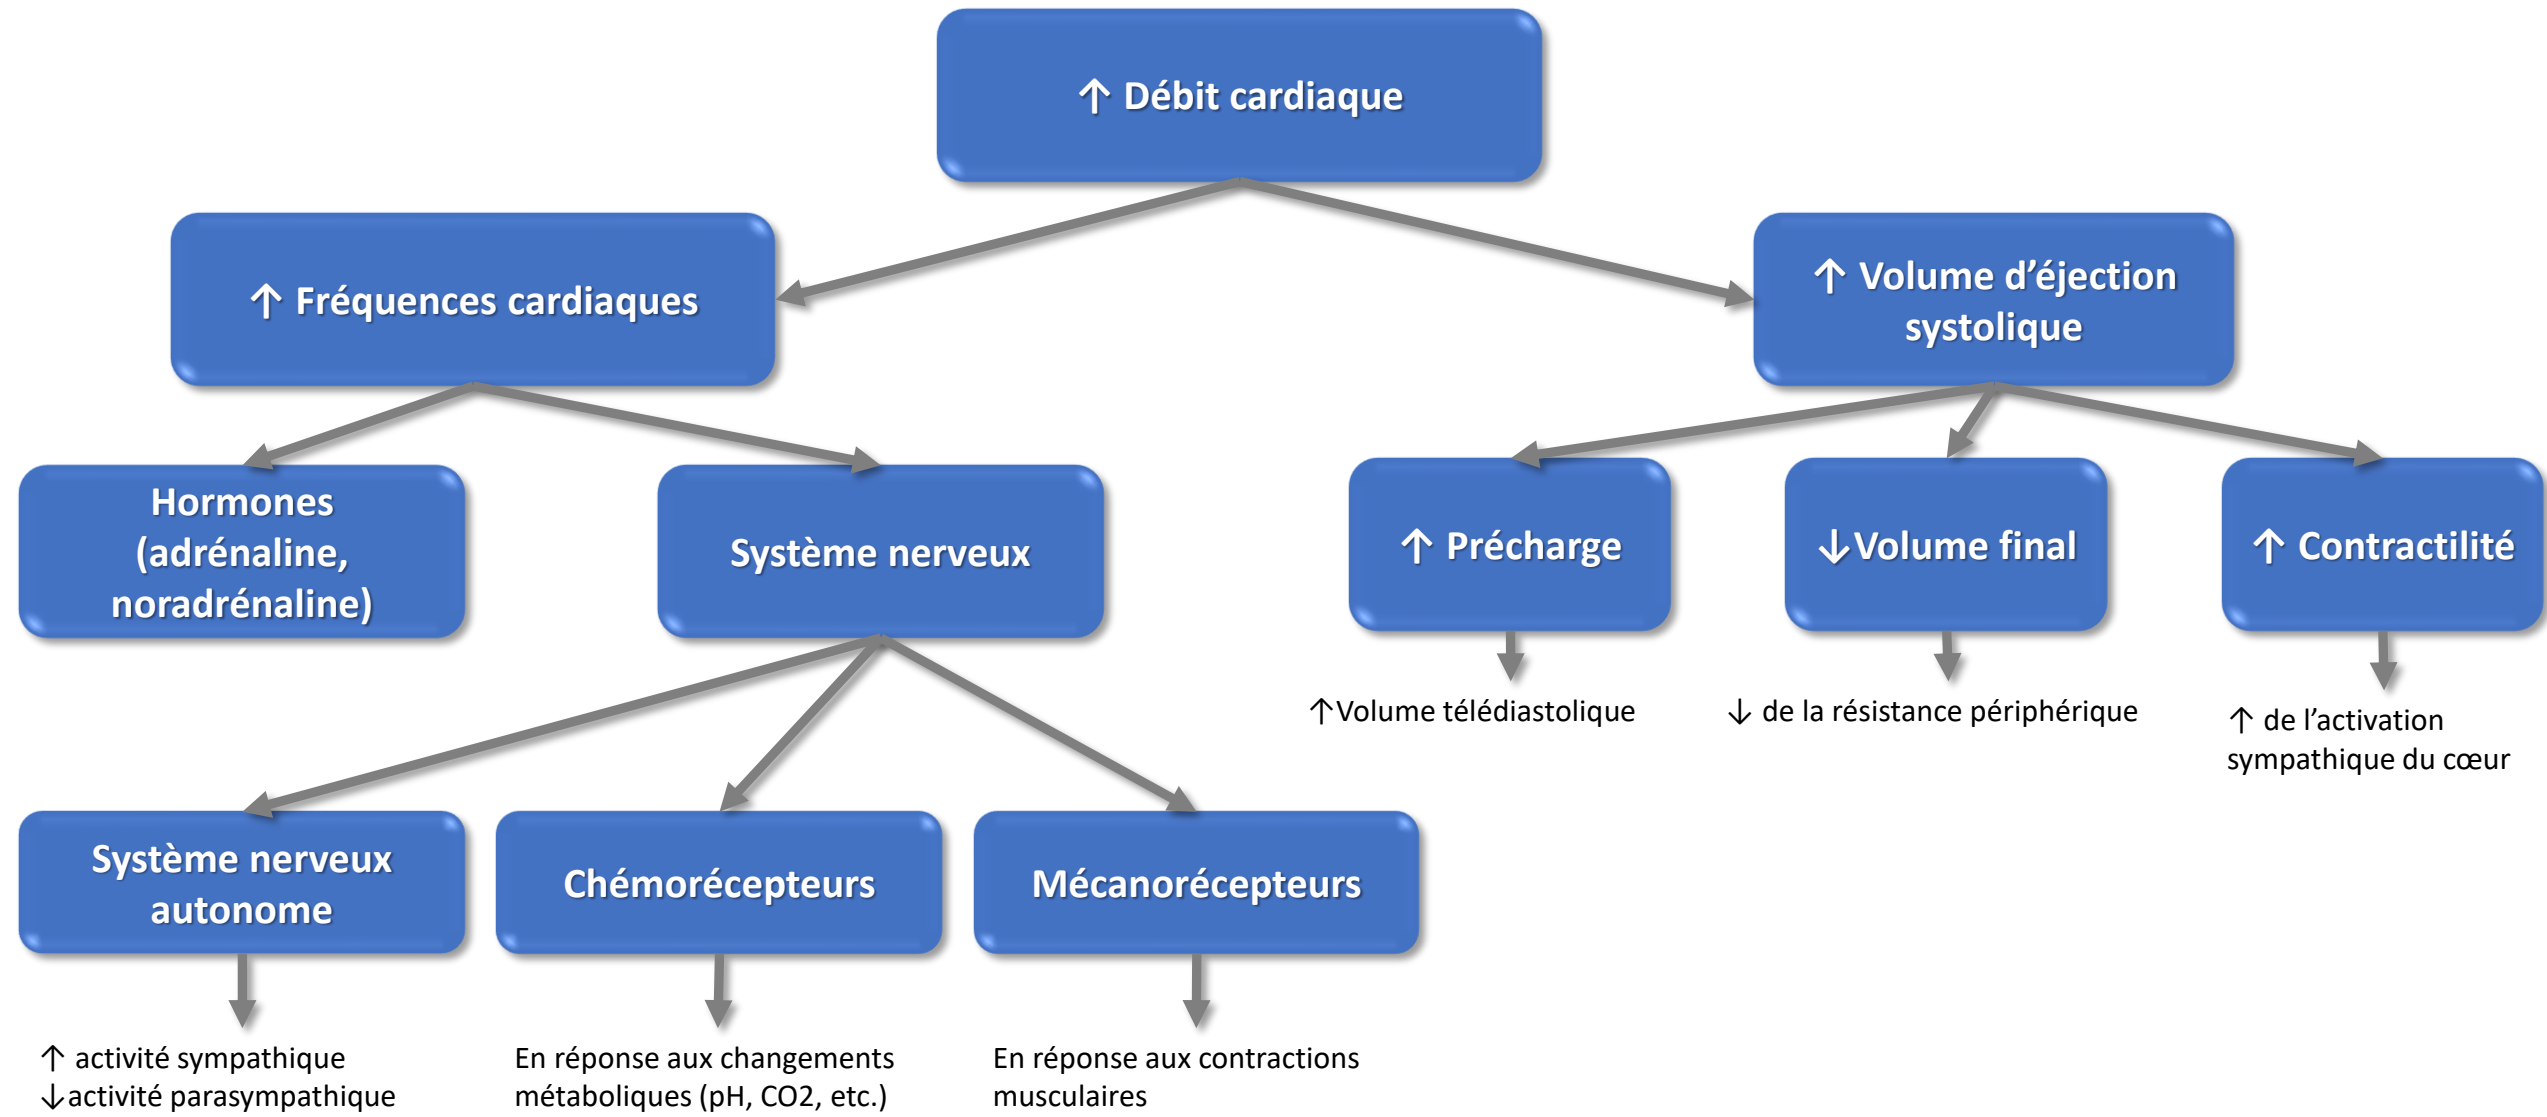 ↑ Débit cardiaque
↑ Fréquences cardiaques
↑ Volume d’éjection
systolique
Hormones
(adrénaline,
noradrénaline)
Système nerveux
↑ Précharge
↓Volume final
↑ Contractilité
↑Volume télédiastolique
↓ de la résistance périphérique
↑ de l’activation
sympathique du cœur
Système nerveux
autonome
Chémorécepteurs
Mécanorécepteurs
↑ activité sympathique
↓activité parasympathique
En réponse aux changements
métaboliques (pH, CO2, etc.)
En réponse aux contractions
musculaires